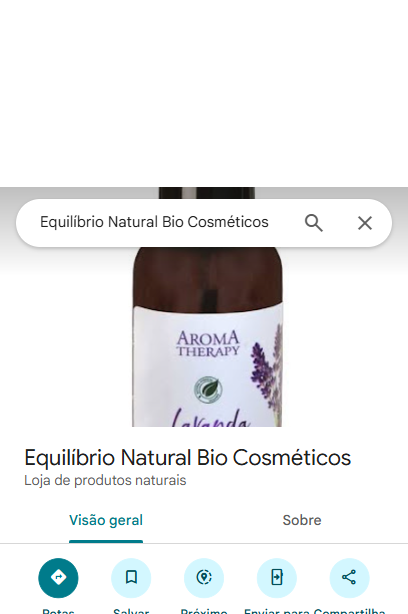 Equilíbrio Natural Bio Cosméticos
AROMA
THERAPY
Lavanda
Equilíbrio Natural Bio Cosméticos
Loja de produtos naturais
Visão geral
Sobre
Rotas
Salvar
Próximo
Enviar para
Compartilha